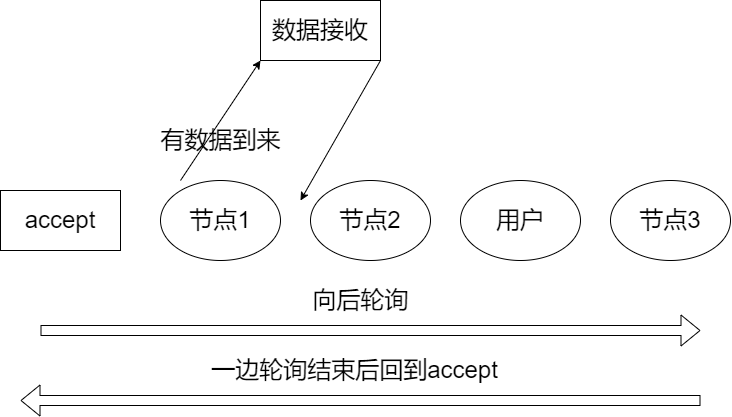 数据接收
有数据到来
accept
节点1
节点2
用户
节点3
向后轮询
一边轮询结束后回到accept